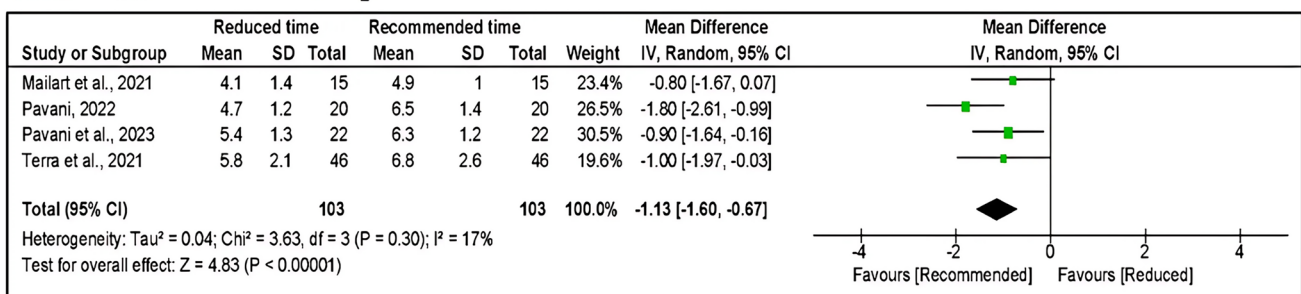 Reduced time Recommended time Mean Difference Mean Difference
Study or Subgroup Mean SD Total Mean SD Total Weight IV, Random, 95% CI IV, Random, 95% CI
Mailart et al., 2021 4.1 1.4 15 4.9 1 15 23.4% -0.80 [-1.67, 0.07]
Pavani, 2022 4.7 1.2 20 6.5 1.4 20 26.5% -1.80 [-2.61, -0.99]
Pavani et al., 2023 5.4 1.3 22 6.3 1.2 22 30.5% -0.90 [-1.64, -0.16]
Terra et al., 2021 5.8 2.1 46 6.8 2.6 46 19.6% -1.00 [-1.97, -0.03]
Total (95% CI) 103 103 100.0% -1.13 [-1.60, -0.67]
Heterogeneity: Tau² = 0.04; Chi² = 3.63, df = 3 (P = 0.30); I² = 17%
Test for overall effect: Z = 4.83 (P < 0.00001)
-4 -2 0 2 4
Favours [Recommended] Favours [Reduced]